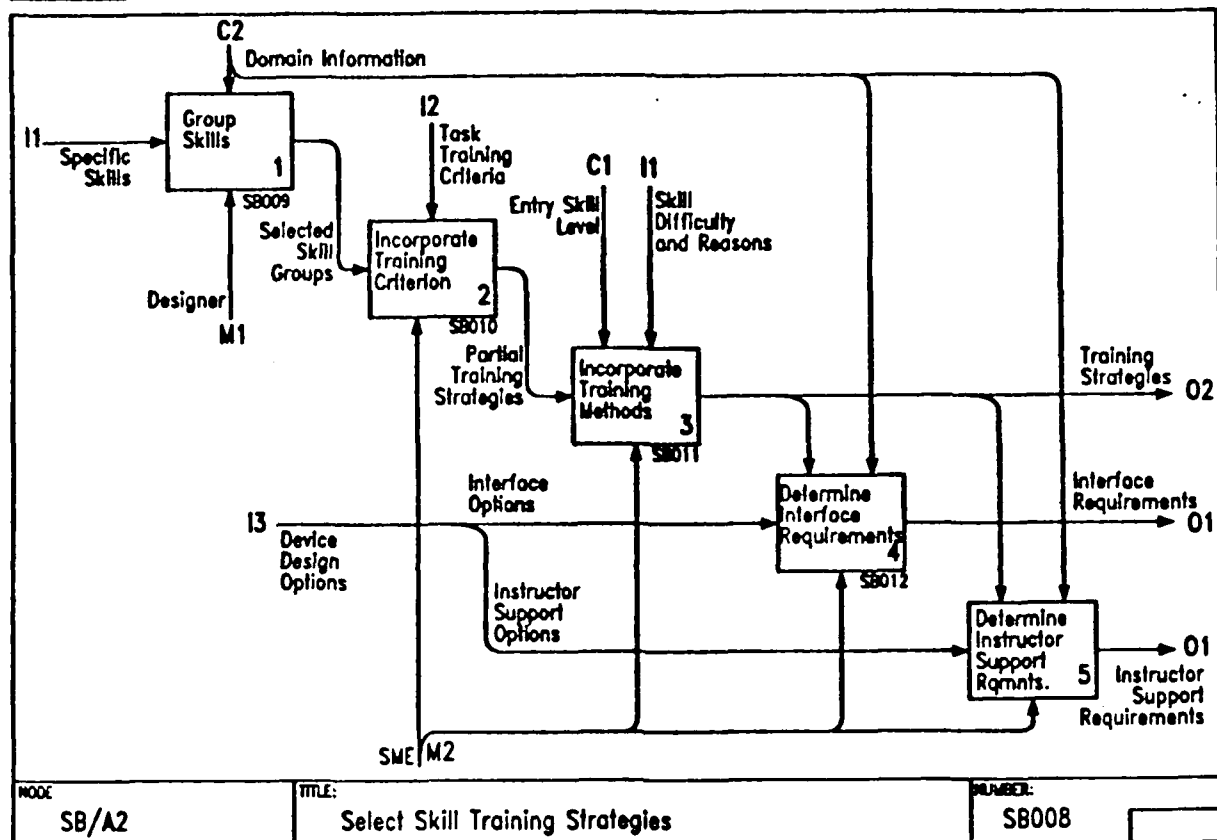 C2
Domain Information
Group
Skills
1
SB009
I1
Specific
Skills
I2
Task
Training
Criteria
C1
I1
Entry Skill
Level
Skill
Difficulty
and Reasons
Selected
Skill
Groups
Designer
M1
Incorporate
Training
Criterion
2
SB010
Partial
Training
Strategies
Incorporate
Training
Methods
3
SB011
Training
Strategies
O2
Interface
Options
I3
Device
Design
Options
Determine
Interface
Requirements
4
SB012
Interface
Requirements
O1
Instructor
Support
Options
Determine
Instructor
Support
Rqmnts.
5
O1
Instructor
Support
Requirements
SME
M2
NODE
SB/A2
TITLE:
Select Skill Training Strategies
NUMBER:
SB008